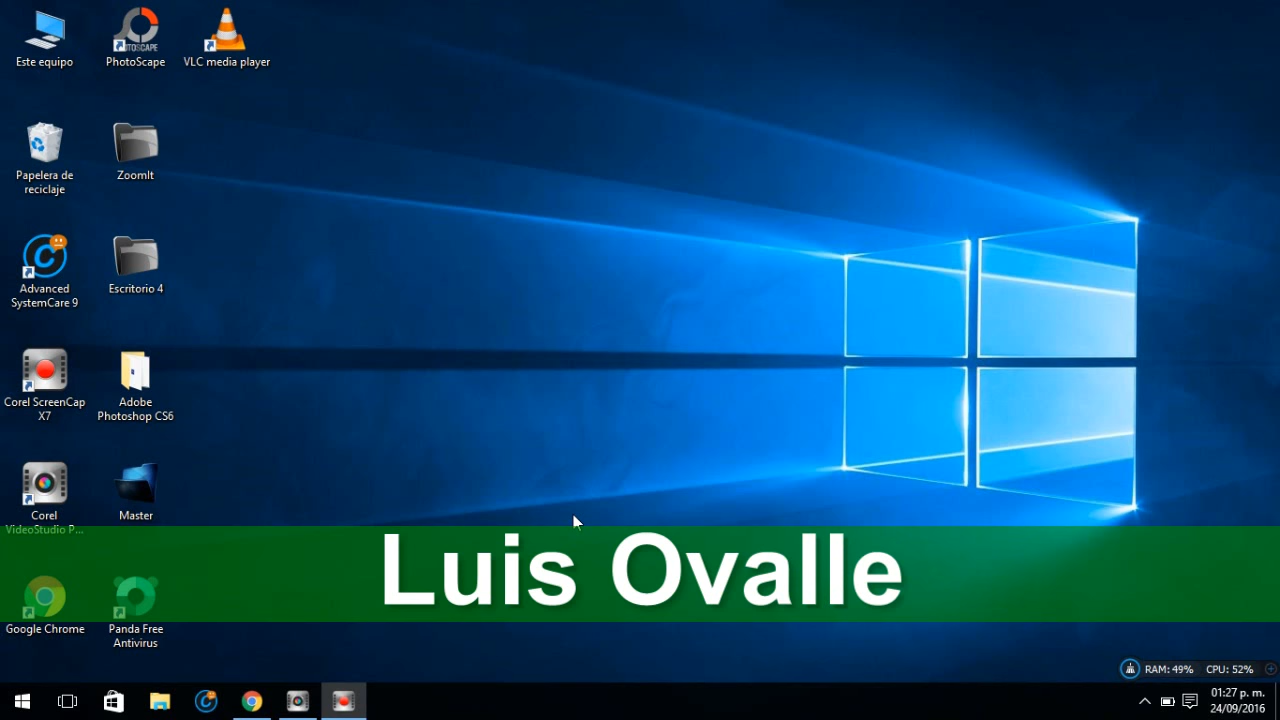 Este equipo
PhotoScape
VLC media player
Papelera de
reciclaje
ZoomIt
Advanced
SystemCare 9
Escritorio 4
Corel ScreenCap
X7
Adobe
Photoshop CS6
Corel
VideoStudio P...
Master
Luis Ovalle
Google Chrome
Panda Free
Antivirus
RAM: 49% CPU: 52%
01:27 p. m.
24/09/2016